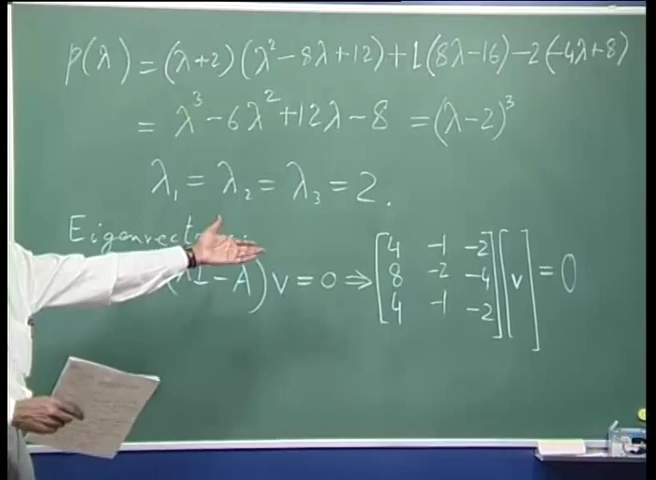 p(λ) = (λ+2)(λ² - 8λ + 12) + 1(8λ - 16) - 2(-4λ + 8)
= λ³ - 6λ² + 12λ - 8 = (λ - 2)³
λ₁ = λ₂ = λ₃ = 2.
(λI - A) v = 0 ⇒ [4 -1 -2; 8 -2 -4; 4 -1 -2] [v] = 0